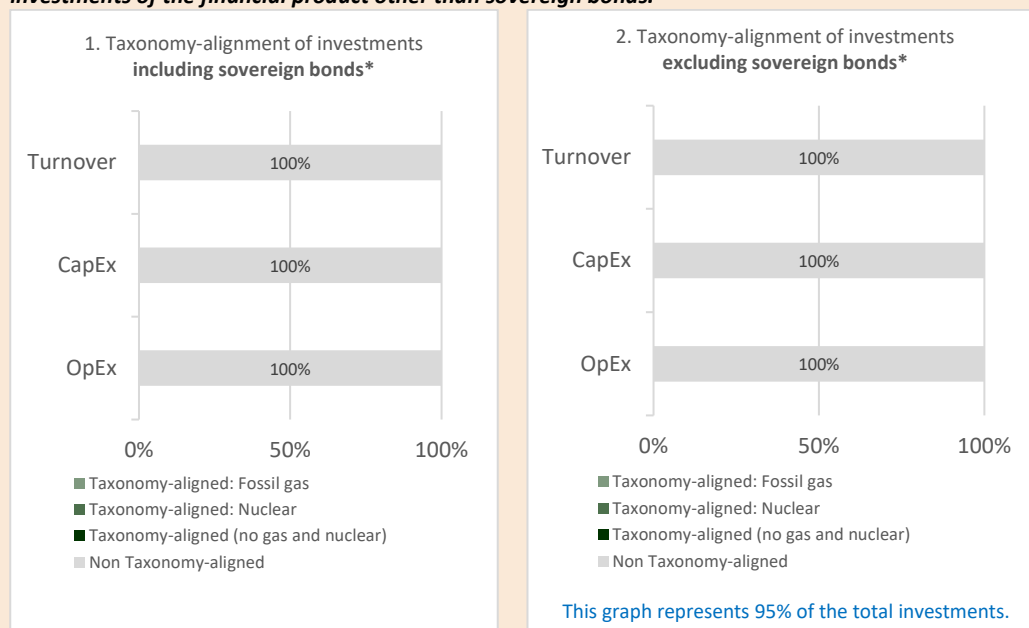 investments of the financial product other than sovereign bonds.
1. Taxonomy-alignment of investments
including sovereign bonds*
Turnover
100%
CapEx
100%
OpEx
100%
0% 50% 100%
Taxonomy-aligned: Fossil gas
Taxonomy-aligned: Nuclear
Taxonomy-aligned (no gas and nuclear)
Non Taxonomy-aligned
2. Taxonomy-alignment of investments
excluding sovereign bonds*
Turnover
100%
CapEx
100%
OpEx
100%
0% 50% 100%
Taxonomy-aligned: Fossil gas
Taxonomy-aligned: Nuclear
Taxonomy-aligned (no gas and nuclear)
Non Taxonomy-aligned
This graph represents 95% of the total investments.